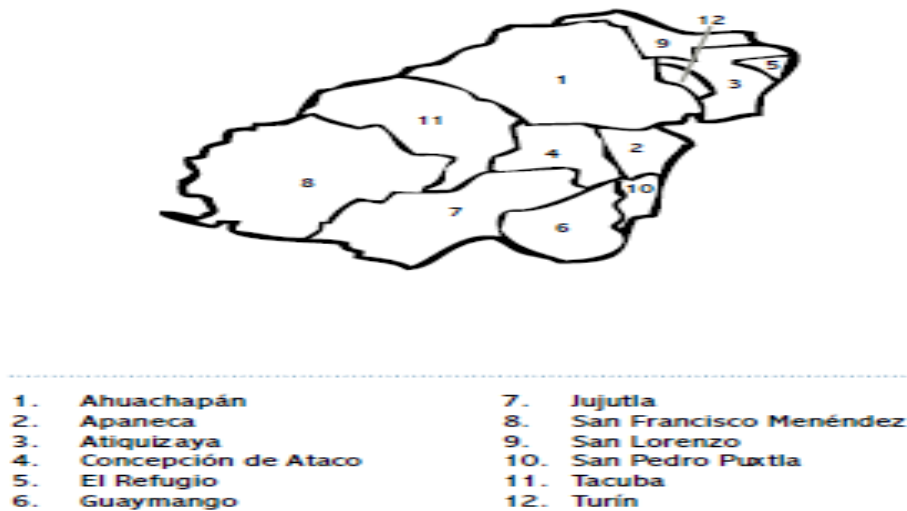 12
9
5
1
3
11
4
2
8
10
7
6
1. Ahuachapán
2. Apaneca
3. Atiquizaya
4. Concepción de Ataco
5. El Refugio
6. Guaymango
7. Jujutla
8. San Francisco Menéndez
9. San Lorenzo
10. San Pedro Puxtla
11. Tacuba
12. Turín